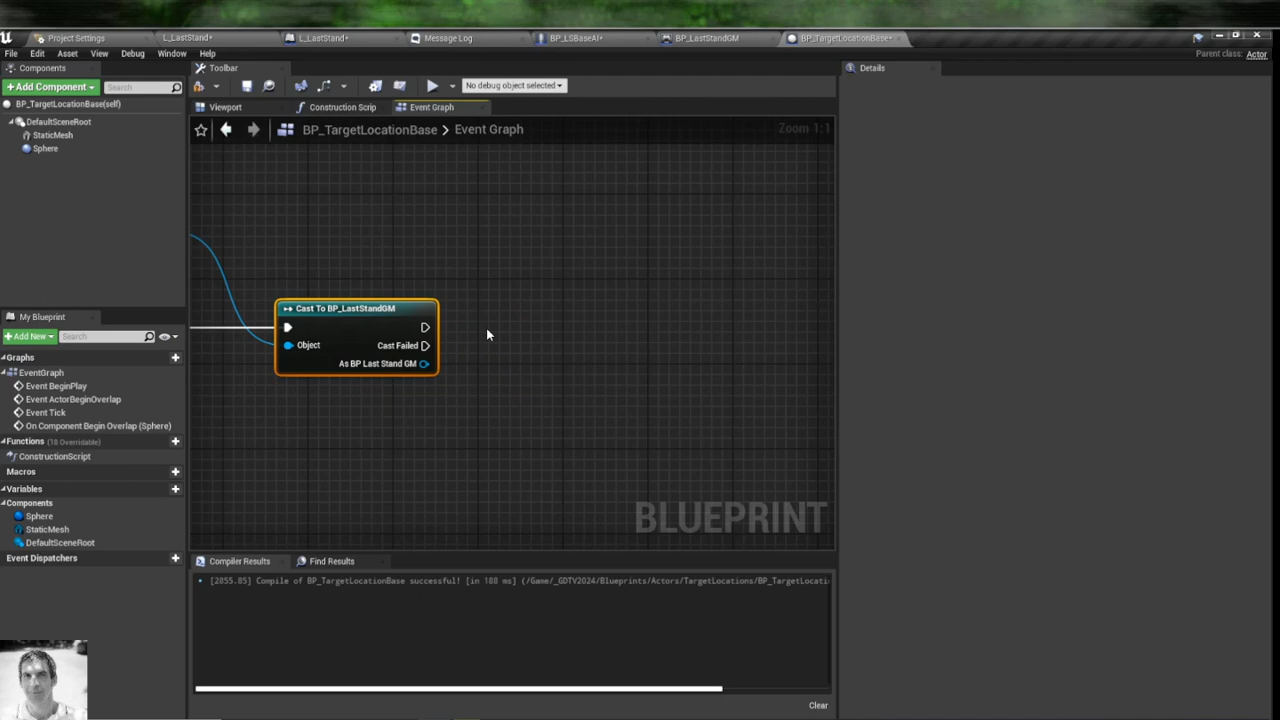 Project Settings
L_LastStand*
L_LastStand*
Message Log
BP_LSBaseAI*
BP_LastStandGM
BP_TargetLocationBase*
File Edit Asset View Debug Window Help
Parent class: Actor
Components
Toolbar
Details
+Add Component
Search
No debug object selected
BP_TargetLocationBase(self)
Viewport
Construction Scrip
Event Graph
DefaultSceneRoot
BP_TargetLocationBase > Event Graph
Zoom 1:1
StaticMesh
Sphere
Cast To BP_LastStandGM
Object
Cast Failed
As BP Last Stand GM
My Blueprint
+Add New
Search
Graphs
EventGraph
Event BeginPlay
Event ActorBeginOverlap
Event Tick
On Component Begin Overlap (Sphere)
Functions (18 Overridable)
ConstructionScript
Macros
Variables
Components
Sphere
StaticMesh
DefaultSceneRoot
Event Dispatchers
BLUEPRINT
Compiler Results
Find Results
[2855.85] Compile of BP_TargetLocationBase successful! [in 188 ms] (/Game/_GDTV2024/Blueprints/Actors/TargetLocations/BP_TargetLocati
Clear